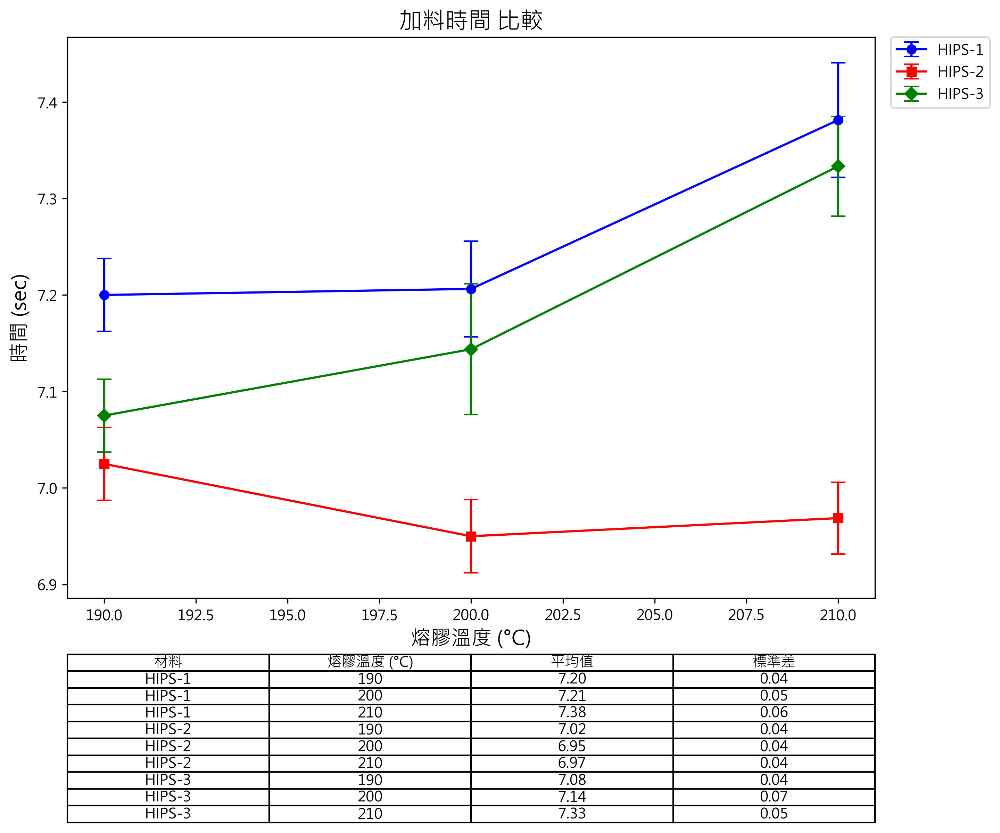 加料時間 比較
HIPS-1
HIPS-2
HIPS-3
時間 (sec)
7.4
7.3
7.2
7.1
7.0
6.9
190.0 192.5 195.0 197.5 200.0 202.5 205.0 207.5 210.0
熔膠溫度 (°C)
材料 熔膠溫度 (°C) 平均值 標準差
HIPS-1 190 7.20 0.04
HIPS-1 200 7.21 0.05
HIPS-1 210 7.38 0.06
HIPS-2 190 7.02 0.04
HIPS-2 200 6.95 0.04
HIPS-2 210 6.97 0.04
HIPS-3 190 7.08 0.04
HIPS-3 200 7.14 0.07
HIPS-3 210 7.33 0.05